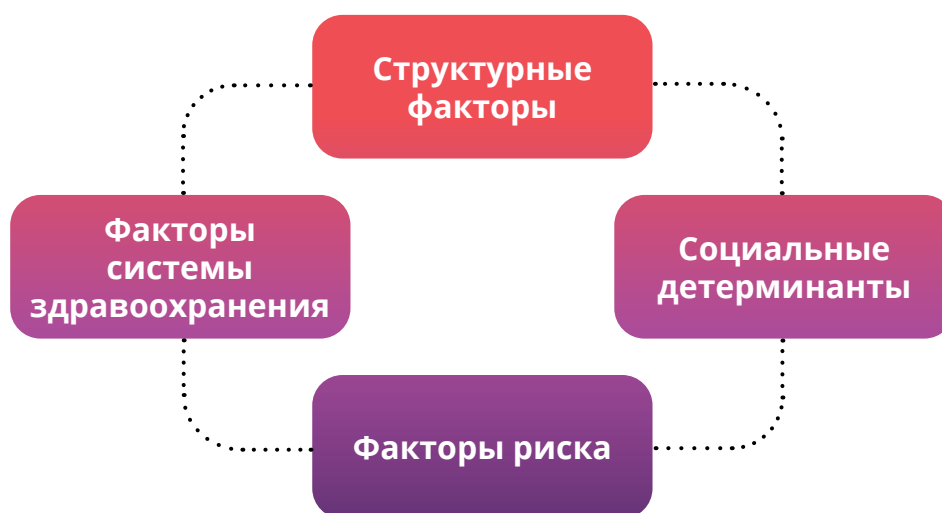 Структурные
факторы
Факторы
системы
здравоохранения
Социальные
детерминанты
Факторы риска